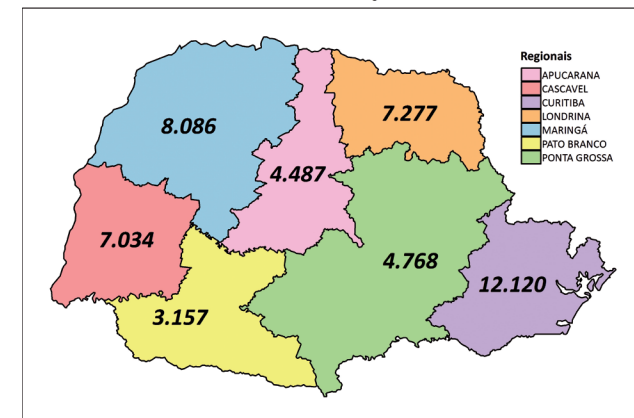 Regionais
APUCARANA
CASCAVEL
CURITIBA
LONDRINA
MARINGÁ
PATO BRANCO
PONTA GROSSA
8.086
7.277
4.487
7.034
4.768
12.120
3.157